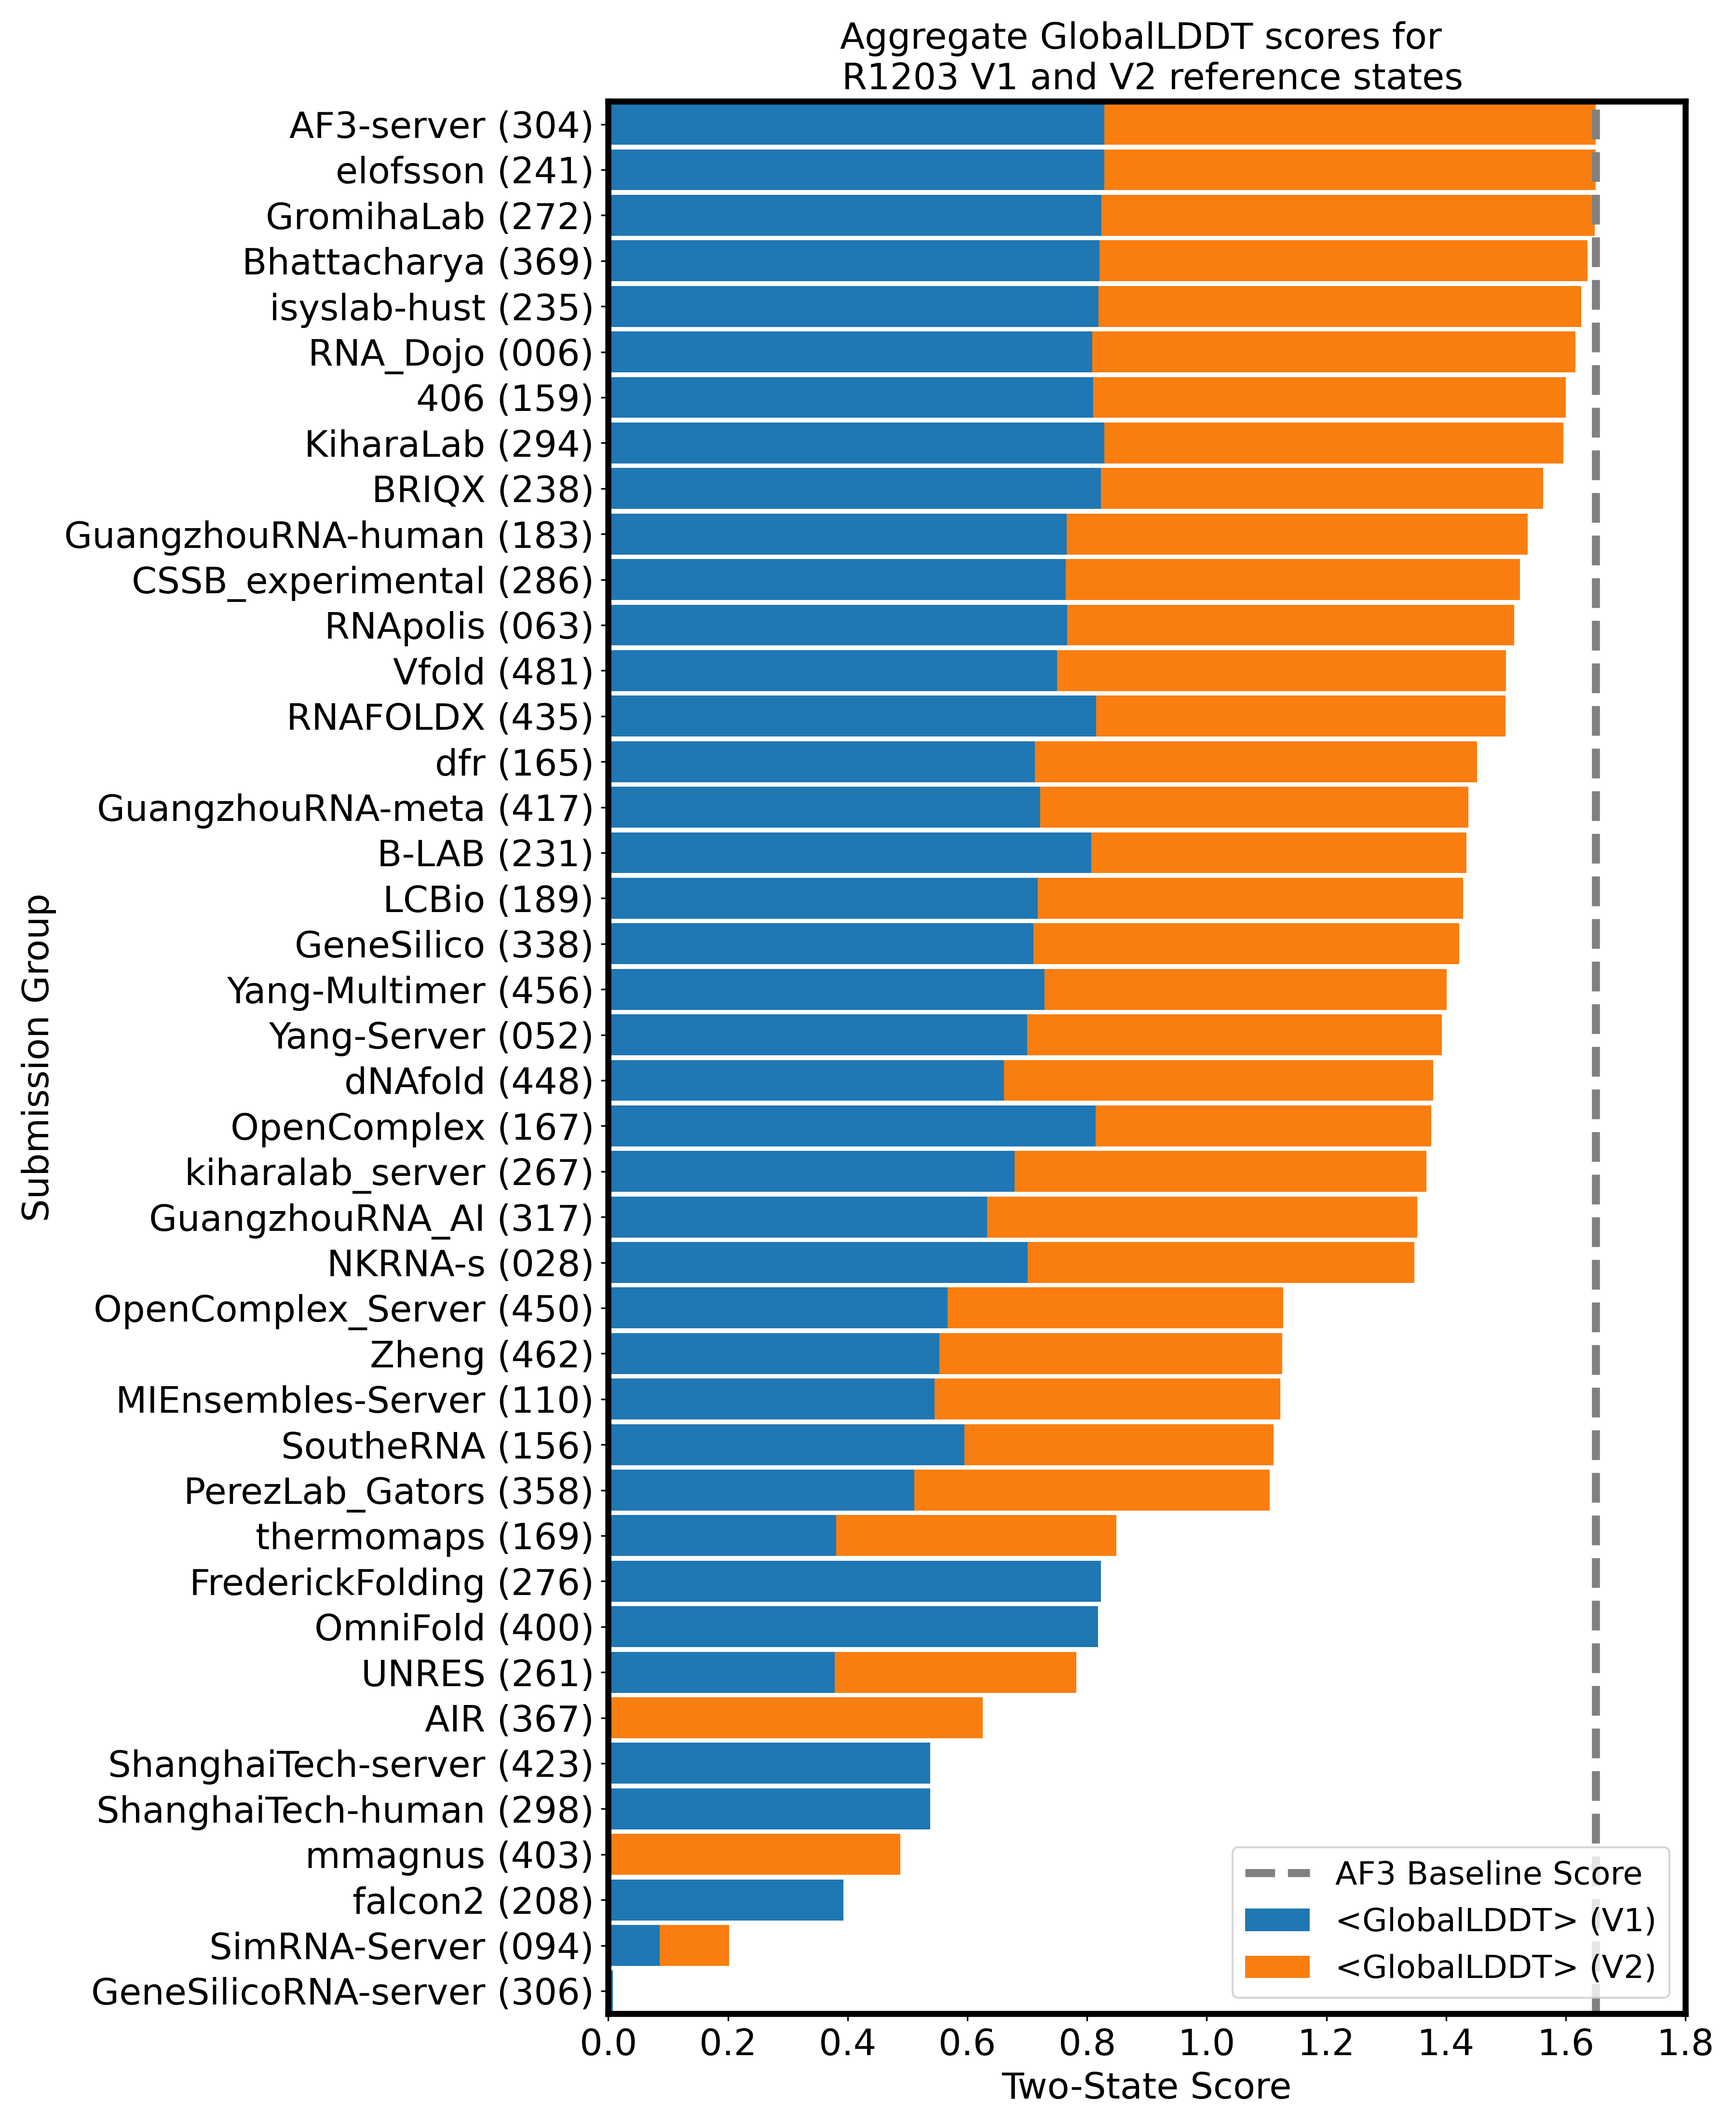 Aggregate GlobalLDDT scores for
R1203 V1 and V2 reference states
Submission Group
AF3-server (304)
elofsson (241)
GromihaLab (272)
Bhattacharya (369)
isyslab-hust (235)
RNA_Dojo (006)
406 (159)
KiharaLab (294)
BRIQX (238)
GuangzhouRNA-human (183)
CSSB_experimental (286)
RNApolis (063)
Vfold (481)
RNAFOLDX (435)
dfr (165)
GuangzhouRNA-meta (417)
B-LAB (231)
LCBio (189)
GeneSilico (338)
Yang-Multimer (456)
Yang-Server (052)
dNAfold (448)
OpenComplex (167)
kiharalab_server (267)
GuangzhouRNA_AI (317)
NKRNA-s (028)
OpenComplex_Server (450)
Zheng (462)
MIEnsembles-Server (110)
SoutheRNA (156)
PerezLab_Gators (358)
thermomaps (169)
FrederickFolding (276)
OmniFold (400)
UNRES (261)
AIR (367)
ShanghaiTech-server (423)
ShanghaiTech-human (298)
mmagnus (403)
falcon2 (208)
SimRNA-Server (094)
GeneSilicoRNA-server (306)
AF3 Baseline Score
<GlobalLDDT> (V1)
<GlobalLDDT> (V2)
0.0 0.2 0.4 0.6 0.8 1.0 1.2 1.4 1.6 1.8
Two-State Score